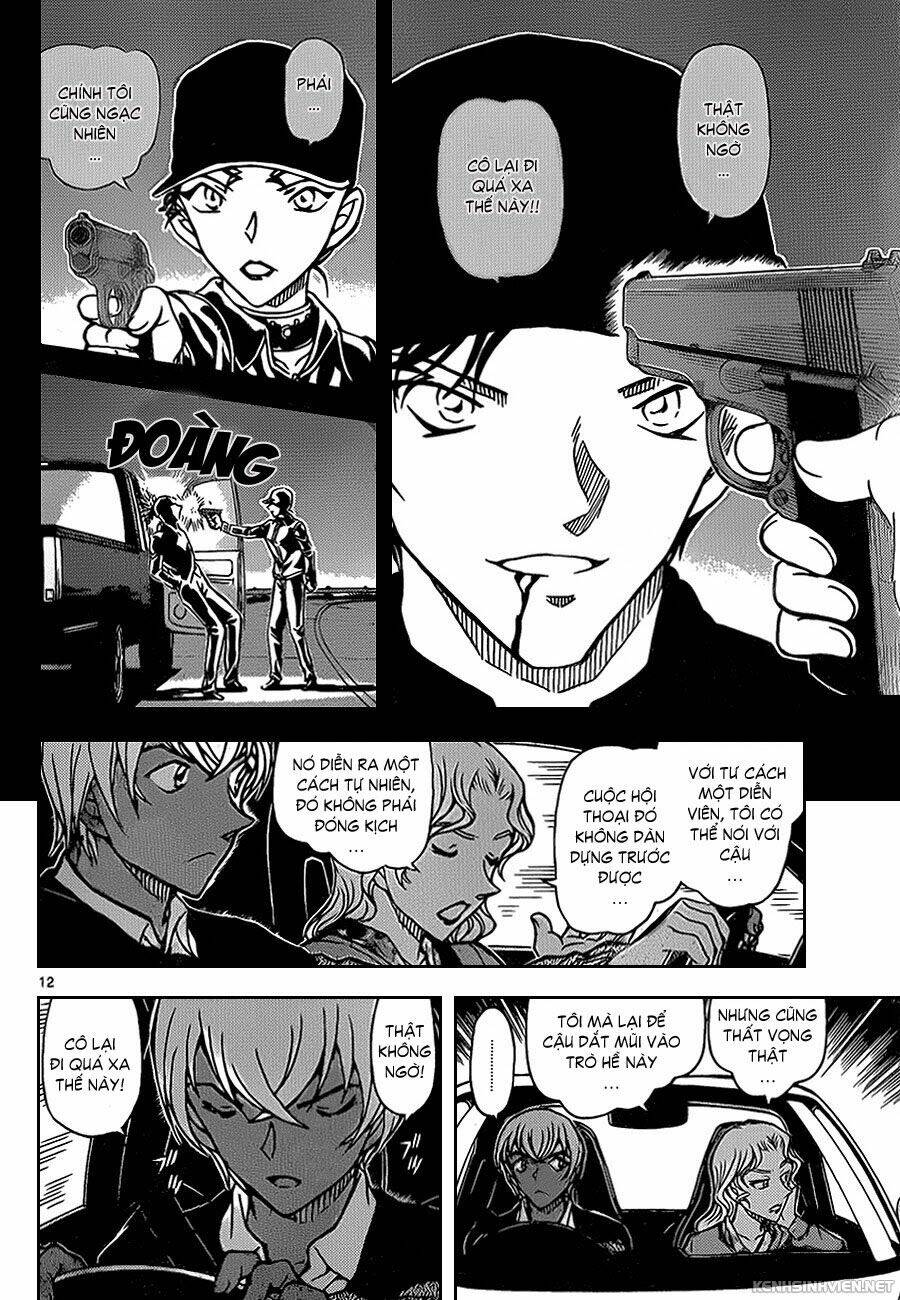 THẬT
KHÔNG
NGỜ
...
CÔ LẠI ĐI
QUÁ XA
THẾ NÀY!!
PHẢI
...
CHÍNH TÔI
CŨNG NGẠC
NHIÊN
...
ĐOÀNG
VỚI TƯ CÁCH
MỘT DIỄN
VIÊN, TÔI CÓ
THỂ NÓI VỚI
CẬU
...
CUỘC HỘI
THOẠI ĐÓ
KHÔNG DÀN
DỰNG TRƯỚC
ĐƯỢC
...
NÓ DIỄN RA MỘT
CÁCH TỰ NHIÊN,
ĐÓ KHÔNG PHẢI
ĐÓNG KỊCH
...
12
NHƯNG CŨNG
THẤT VỌNG
THẬT
...
TÔI MÀ LẠI ĐỂ
CẬU DẮT MŨI VÀO
TRÒ HỀ NÀY
...
.........
THẬT
KHÔNG
NGỜ!
CÔ LẠI
ĐI QUÁ XA
THẾ NÀY!
KENHSINHVIEN.NET